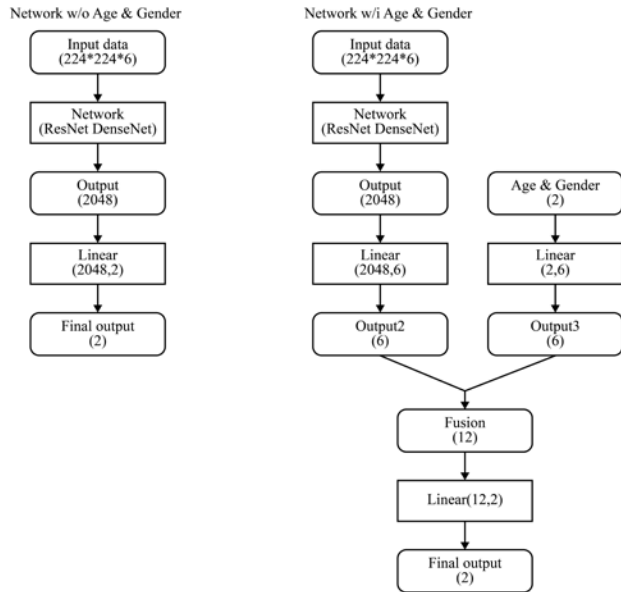 Network w/o Age & Gender
Input data
(224*224*6)
Network
(ResNet DenseNet)
Output
(2048)
Linear
(2048,2)
Final output
(2)
Network w/i Age & Gender
Input data
(224*224*6)
Network
(ResNet DenseNet)
Output
(2048)
Linear
(2048,6)
Output2
(6)
Age & Gender
(2)
Linear
(2,6)
Output3
(6)
Fusion
(12)
Linear(12,2)
Final output
(2)